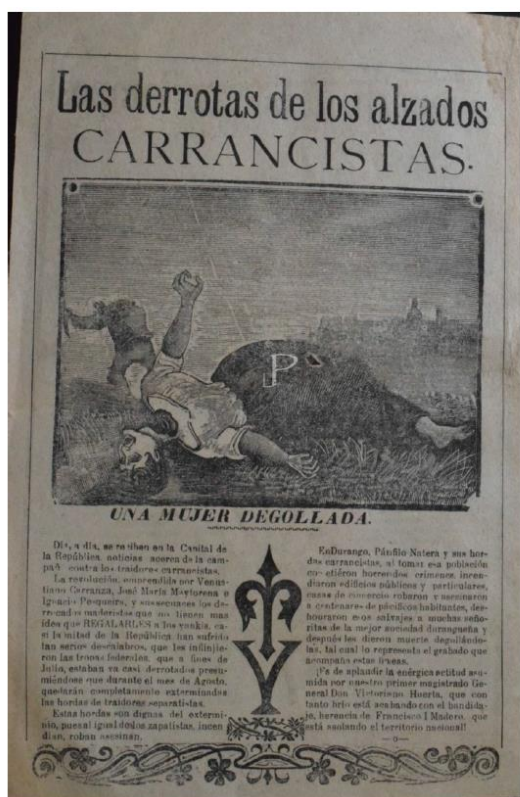 Las derrotas de los alzados
CARRANCISTAS.
P
UNA MUJER DEGOLLADA.
Día, a día, se reciben en la Capital de
la República, noticias acerca de la cam-
paña contra los traidores carrancistas.
La revolución, emprendida por Venus-
tiano Carranza, José María Maytorena e
Ignacio Pesqueira, y sus secuaces los de-
rrocados maderistas que no tienen mas
idea que REGALARLES a los yankis, ca-
si la mitad de la República, han sufrido
tan serios descalabros, que les infinjie-
ron las tropas federales, que a fines de
Julio, estaban ya casi derrotados presu-
miéndose que durante el mes de Agosto,
quedarán completamente exterminadas
las hordas de traidores separatistas.
Estas hordas son dignas del extermi-
nio, pues al igual de los zapatistas, incen
dian, roban asesinan.
En Durango, Pánfilo Natera y sus hor-
das carrancistas, al tomar esa población
cometiéron horrendos crímenes, incen-
diaron edificios públicos y particulares,
casas de comercio robaron y asesinaron
a centenares de pácificos habitantes, des-
honraron esos salvajes a muchas seño-
ritas de la mejor sociedad duragueña y
después les dieron muerte degollándo-
las, tal cual lo representa el grabado que
acompaña estas líneas.
¡Es de aplaudir la enérgica actitud asu-
mida por nuestro primer magistrado Ge-
neral Don Victoriano Huerta, que con
tanto brío está acabando con el bandida-
je, herencia de Francisco I Madero, que
está asolando el territorio nasional!